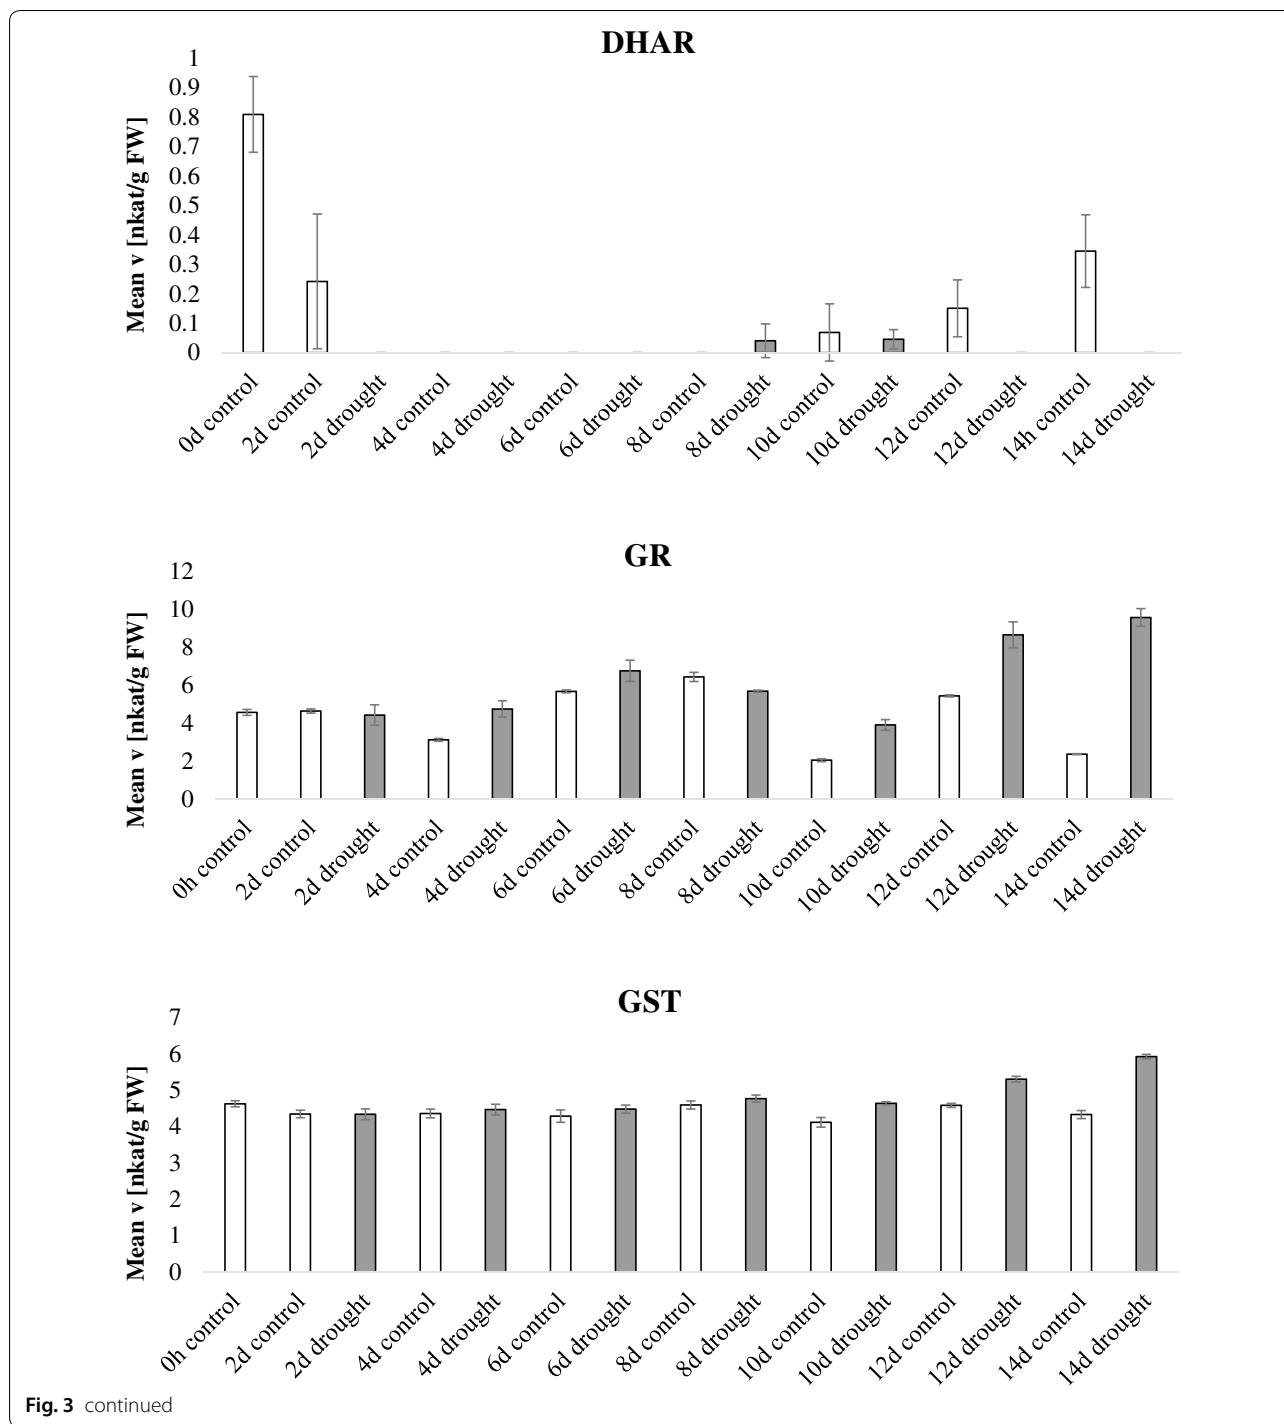 DHAR
Mean v [nkat/g FW]
1
0.9
0.8
0.7
0.6
0.5
0.4
0.3
0.2
0.1
0
0d control
2d control
2d drought
4d control
4d drought
6d control
6d drought
8d control
8d drought
10d control
10d drought
12d control
12d drought
14h control
14d drought
GR
Mean v [nkat/g FW]
12
10
8
6
4
2
0
0h control
2d control
2d drought
4d control
4d drought
6d control
6d drought
8d control
8d drought
10d control
10d drought
12d control
12d drought
14d control
14d drought
GST
Mean v [nkat/g FW]
7
6
5
4
3
2
1
0
0h control
2d control
2d drought
4d control
4d drought
6d control
6d drought
8d control
8d drought
10d control
10d drought
12d control
12d drought
14d control
14d drought
Fig. 3 continued